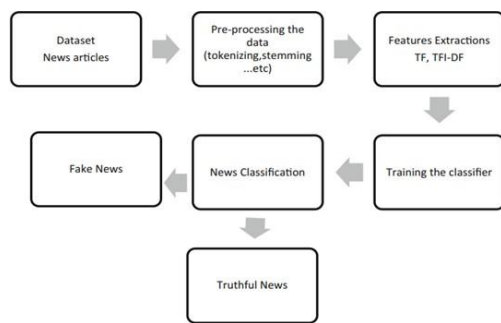 Dataset
News articles
Pre-processing the
data
(tokenizing,stemming
...etc)
Features Extractions
TF, TFI-DF
Fake News
News Classification
Training the classifier
Truthful News